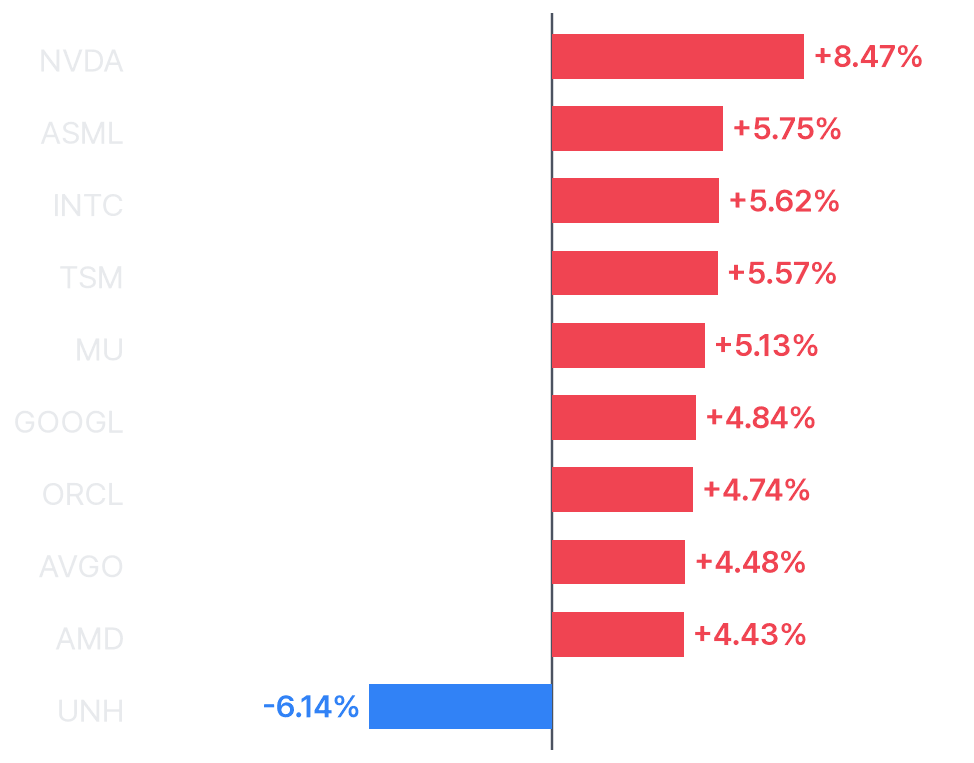 NVDA +8.47%
ASML +5.75%
INTC +5.62%
TSM +5.57%
MU +5.13%
GOOGL +4.84%
ORCL +4.74%
AVGO +4.48%
AMD +4.43%
UNH -6.14%